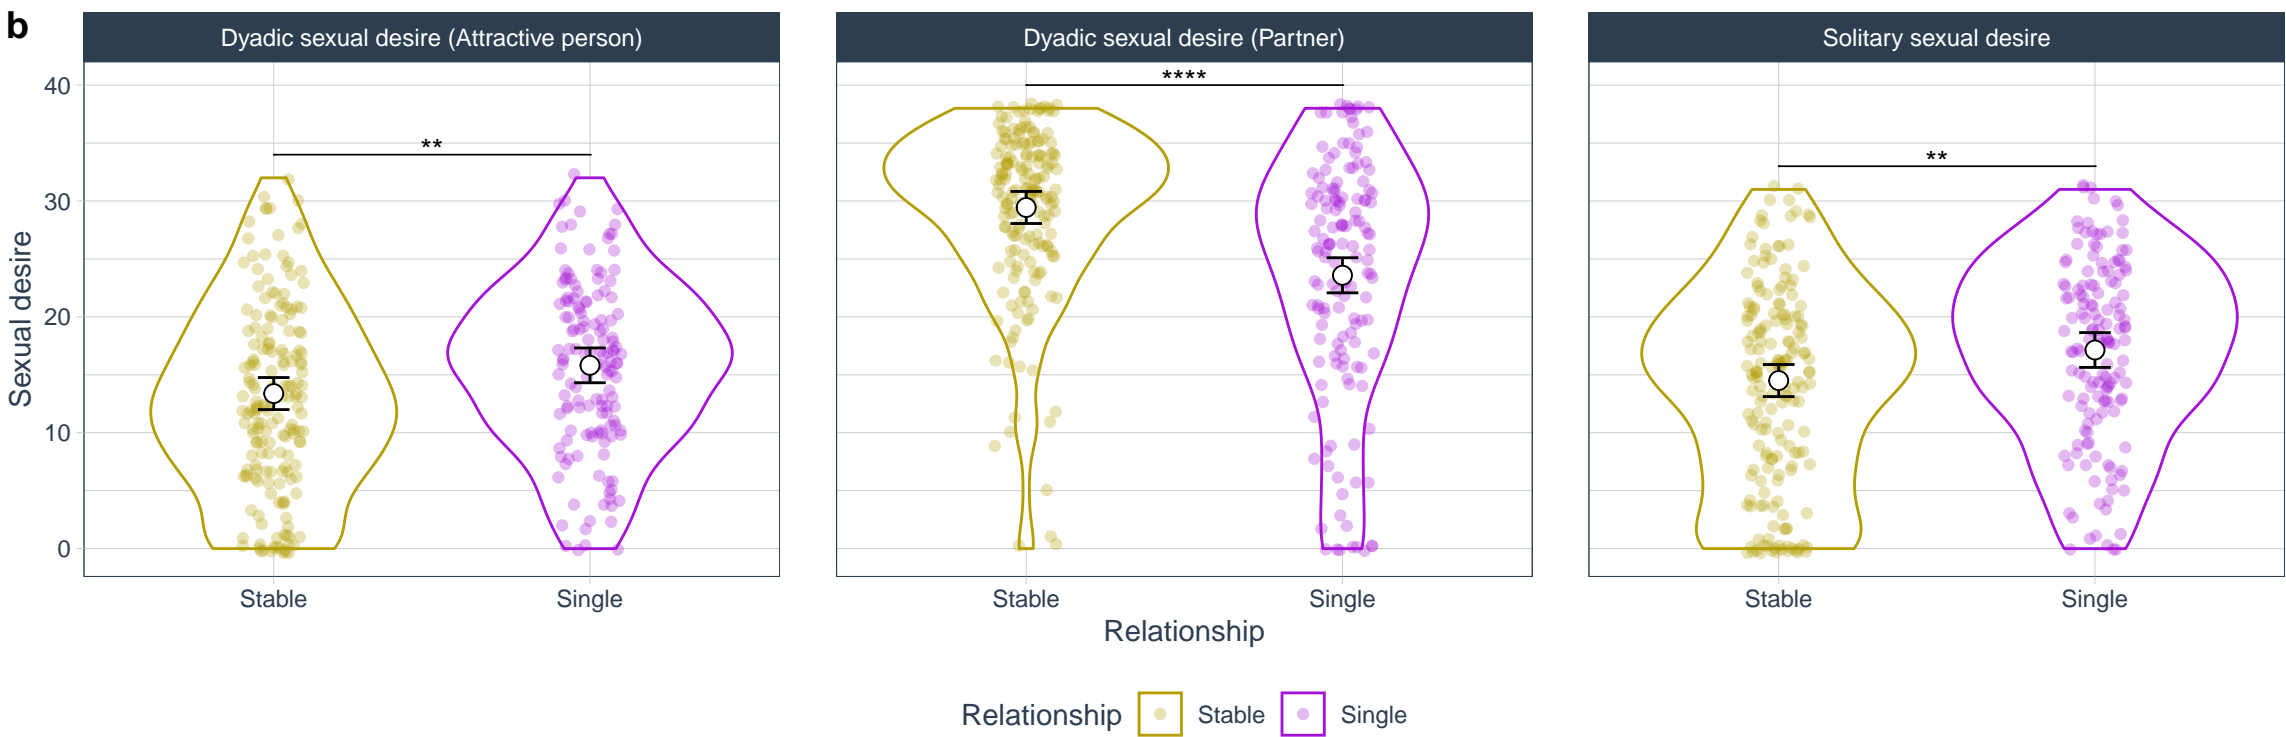 b
Dyadic sexual desire (Attractive person)
Dyadic sexual desire (Partner)
Solitary sexual desire
Sexual desire
40
30
20
10
0
**
****
**
Stable
Single
Stable
Single
Stable
Single
Relationship
Relationship Stable Single